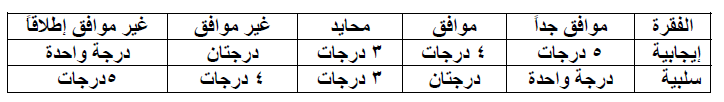 الفقرة موافق جداً موافق محايد غير موافق غير موافق إطلاقاً
إيجابية ٥ درجات ٤ درجات ٣ درجات درجتان درجة واحدة
سلبية درجة واحدة درجتان ٣ درجات ٤ درجات ٥درجات